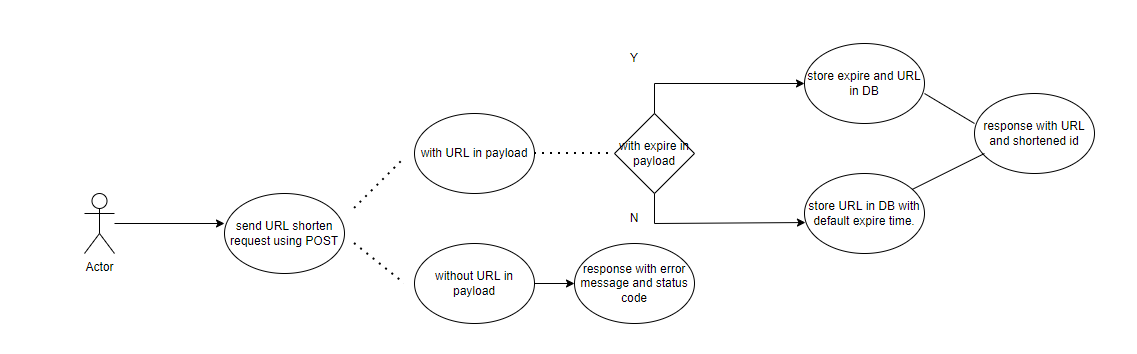 Y
store expire and URL
in DB
response with URL
and shortened id
with URL in payload
with expire in
payload
store URL in DB with
default expire time.
N
send URL shorten
request using POST
Actor
without URL in
payload
response with error
message and status
code